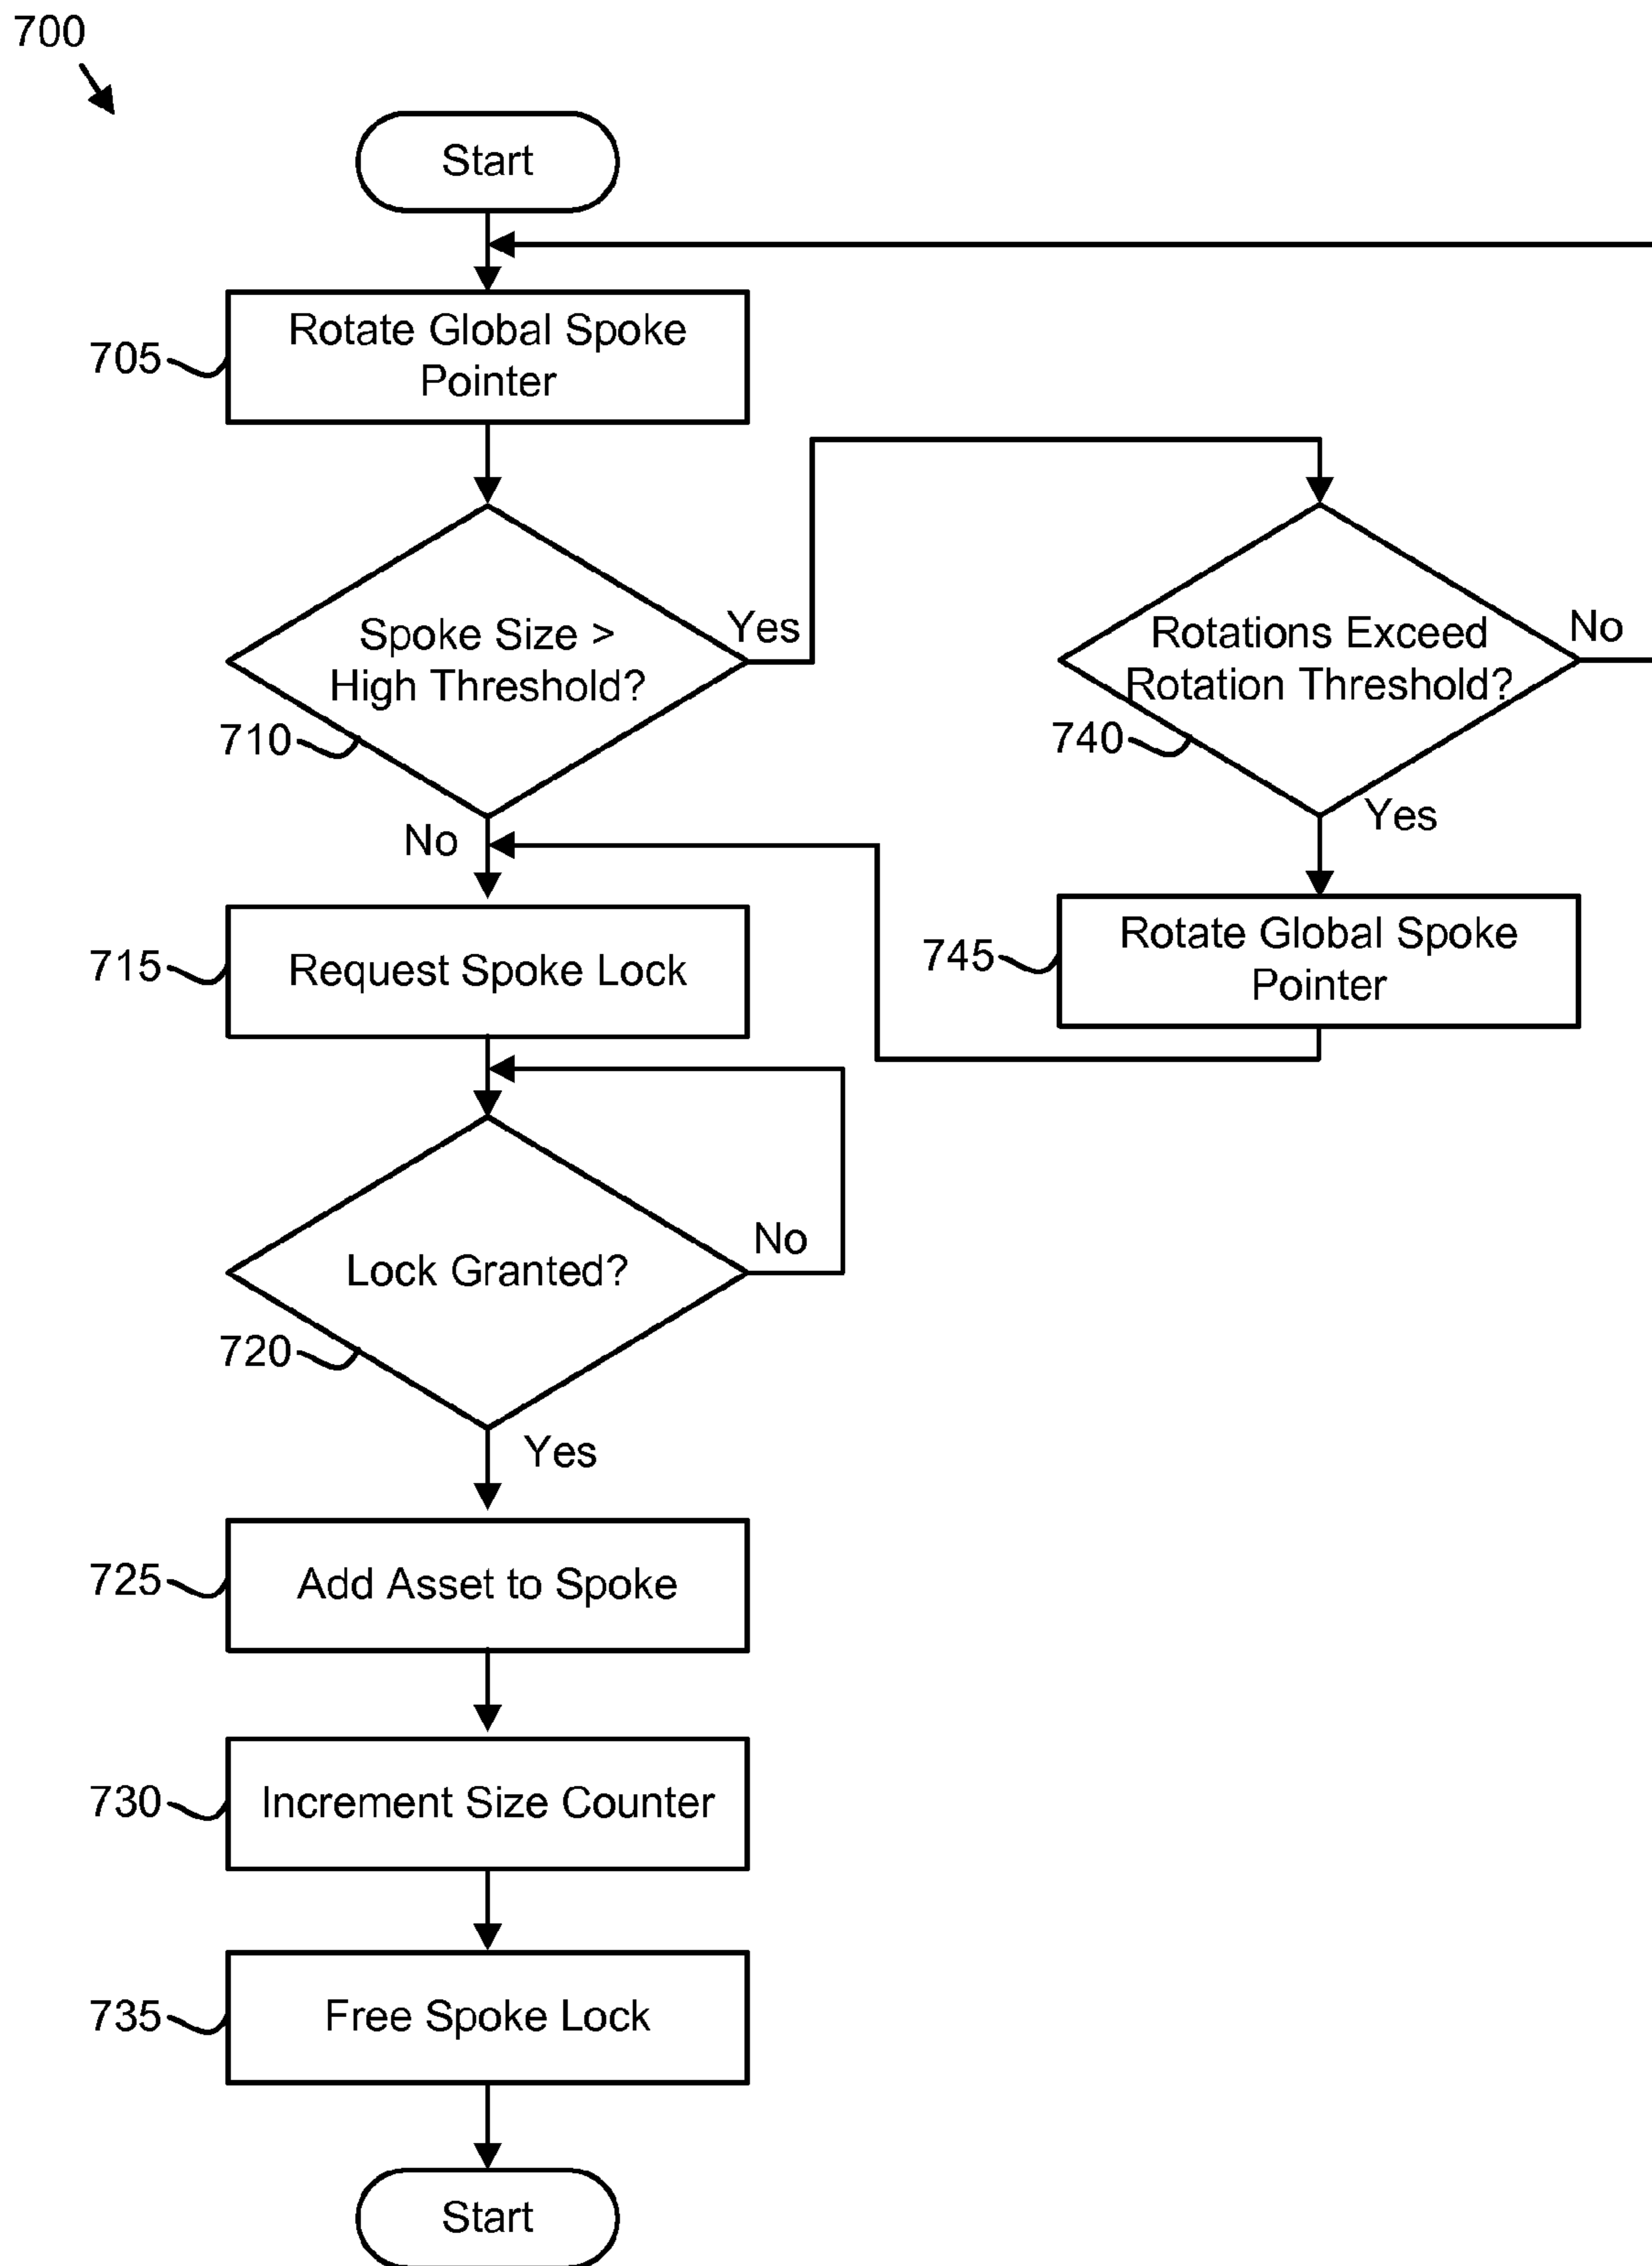 700
Start
705
Rotate Global Spoke
Pointer
Spoke Size >
High Threshold?
710
Yes
No
Rotations Exceed
Rotation Threshold?
740
No
Yes
745
Rotate Global Spoke
Pointer
715
Request Spoke Lock
Lock Granted?
720
No
Yes
725
Add Asset to Spoke
730
Increment Size Counter
735
Free Spoke Lock
Start